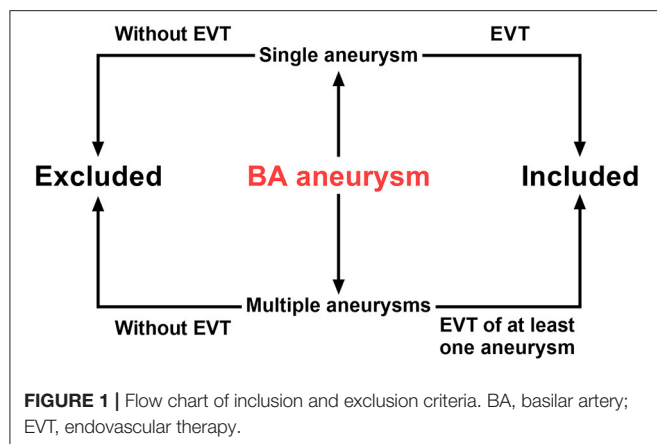 Without EVT
EVT
Single aneurysm
Excluded
BA aneurysm
Included
Multiple aneurysms
Without EVT
EVT of at least
one aneurysm
FIGURE 1 | Flow chart of inclusion and exclusion criteria. BA, basilar artery;
EVT, endovascular therapy.